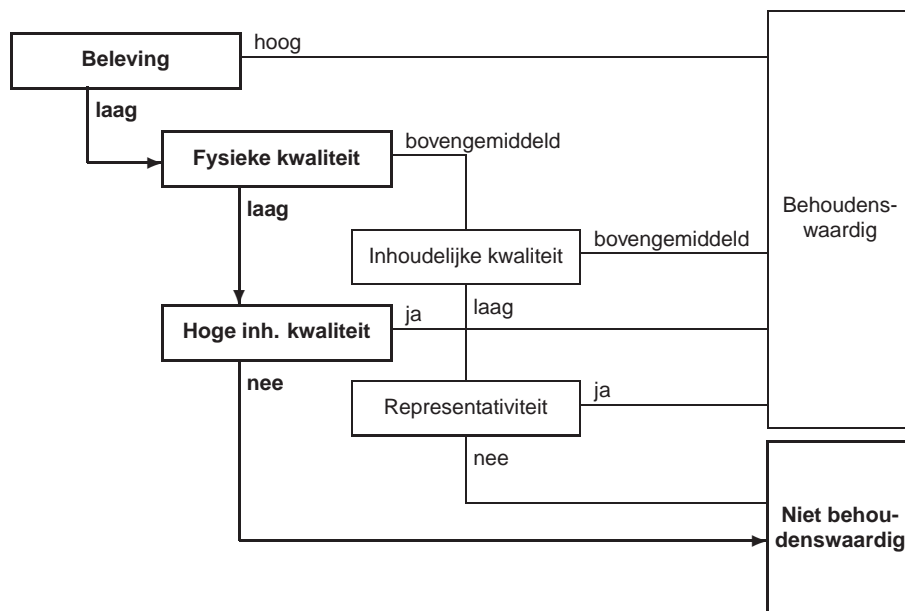 hoog
Beleving
laag
bovengemiddeld
Fysieke kwaliteit
laag
Behoudens-
waardig
bovengemiddeld
Inhoudelijke kwaliteit
laag
ja
Hoge inh. kwaliteit
nee
ja
Representativiteit
nee
Niet behou-
denswaardig